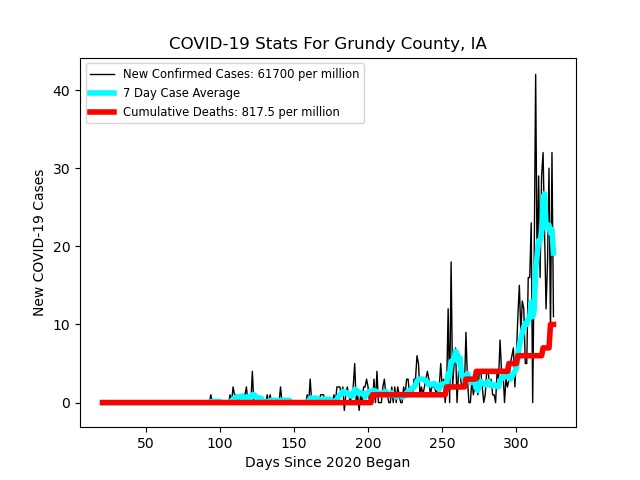 COVID-19 Stats For Grundy County, IA
New Confirmed Cases: 61700 per million
7 Day Case Average
Cumulative Deaths: 817.5 per million
New COVID-19 Cases
40
30
20
10
0
50 100 150 200 250 300
Days Since 2020 Began